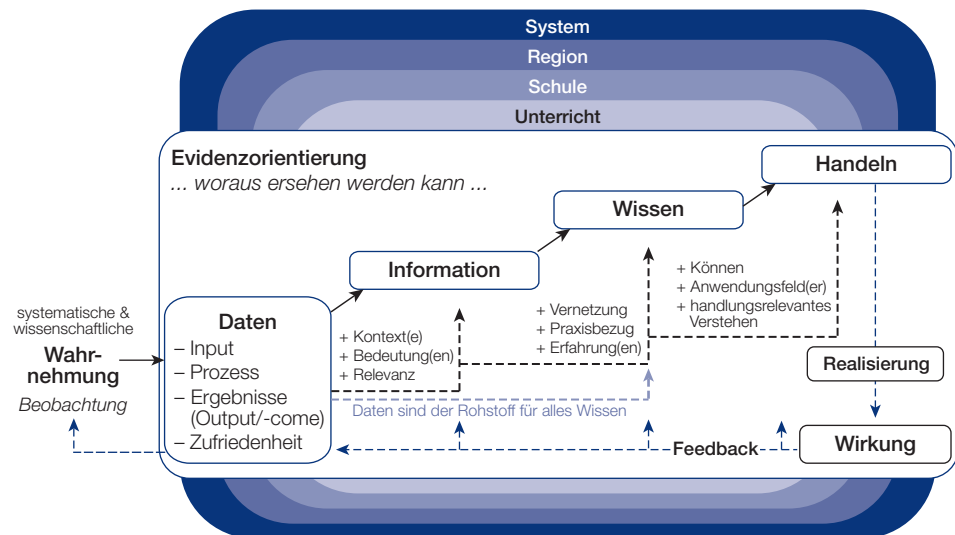 System
Region
Schule
Unterricht
Evidenzorientierung
... woraus ersehen werden kann ...
Handeln
Wissen
Information
systematische &
wissenschaftliche
Wahr-
nehmung
Beobachtung
Daten
– Input
– Prozess
– Ergebnisse
(Output/-come)
– Zufriedenheit
+ Kontext(e)
+ Bedeutung(en)
+ Relevanz
+ Vernetzung
+ Praxisbezug
+ Erfahrung(en)
+ Können
+ Anwendungsfeld(er)
+ handlungsrelevantes
Verstehen
Realisierung
Daten sind der Rohstoff für alles Wissen
Feedback
Wirkung